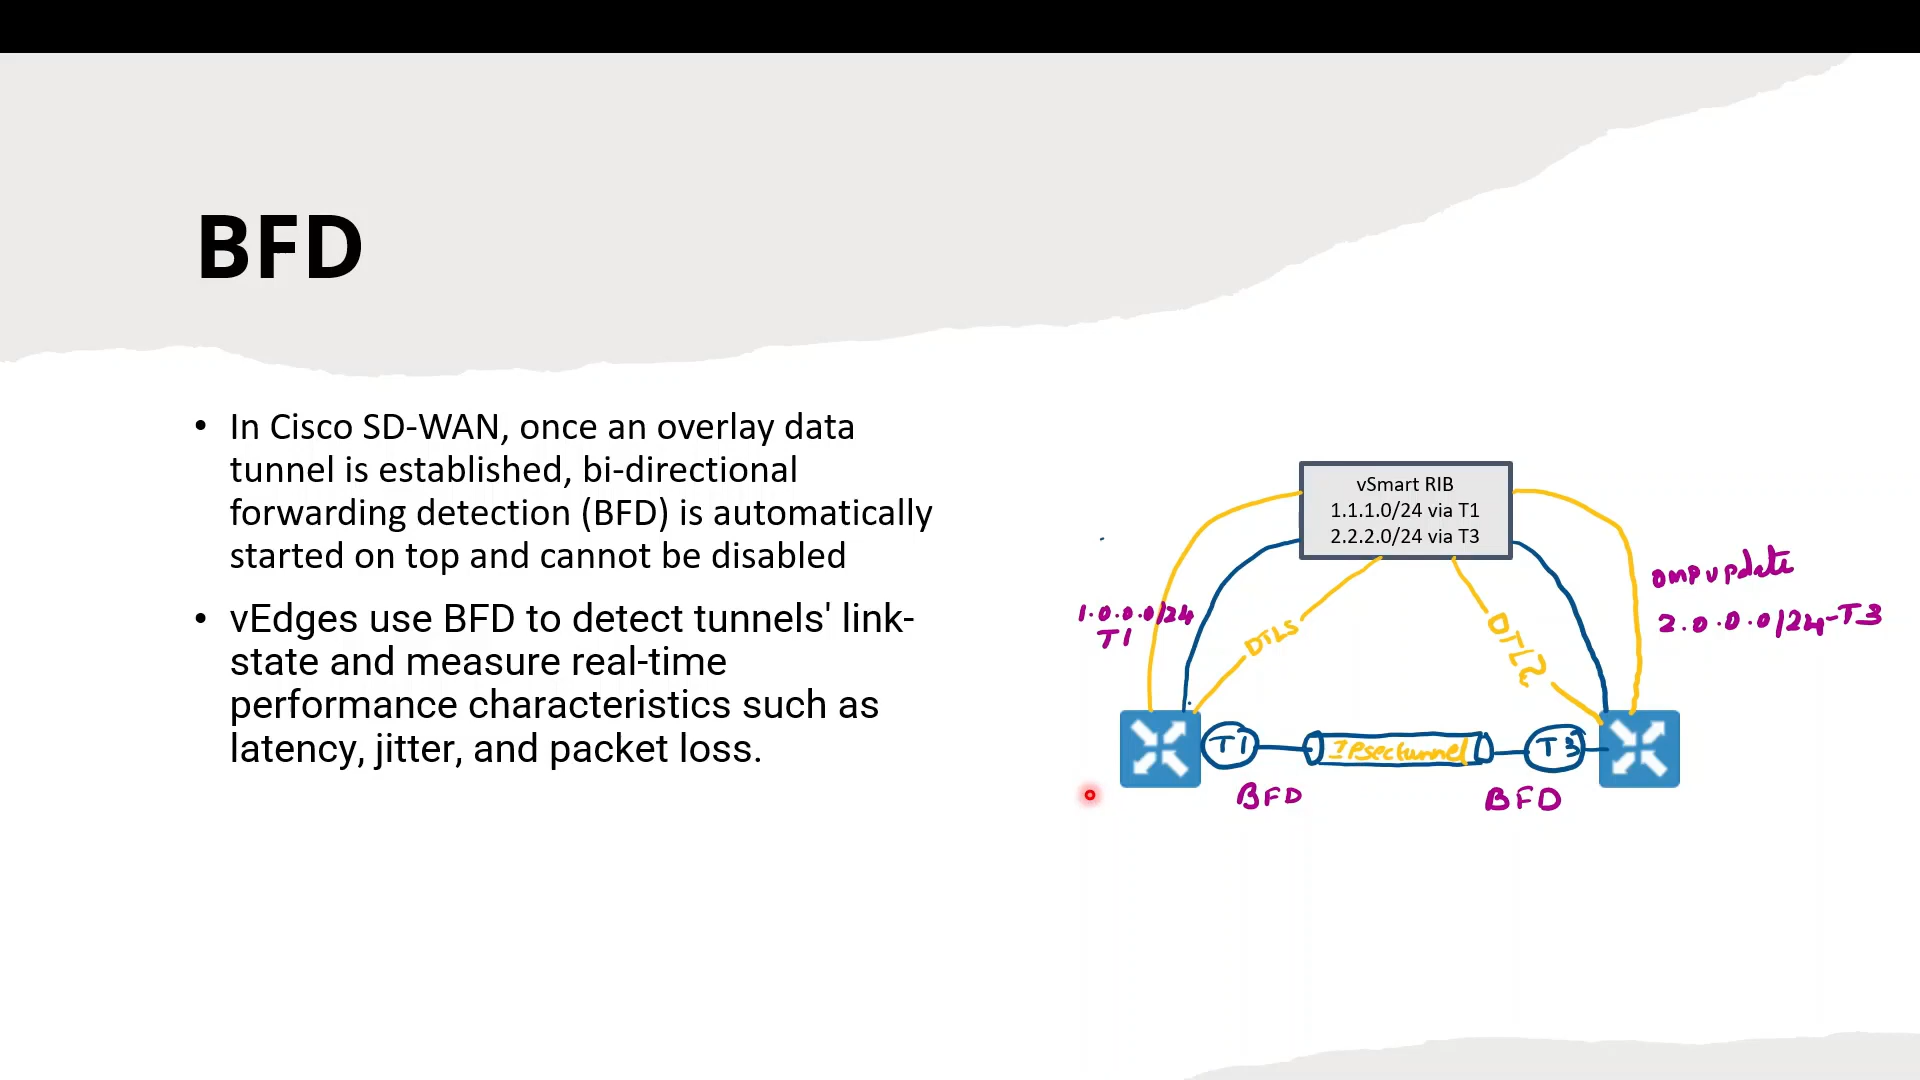 BFD
• In Cisco SD-WAN, once an overlay data
tunnel is established, bi-directional
forwarding detection (BFD) is automatically
started on top and cannot be disabled
• vEdges use BFD to detect tunnels' link-
state and measure real-time
performance characteristics such as
latency, jitter, and packet loss.
vSmart RIB
1.1.1.0/24 via T1
2.2.2.0/24 via T3
omp update
2.0.0.0/24-T3
1.0.0.0/24
T1
DTLS
DTLS
T1
Ipsectunnel
T3
BFD
BFD